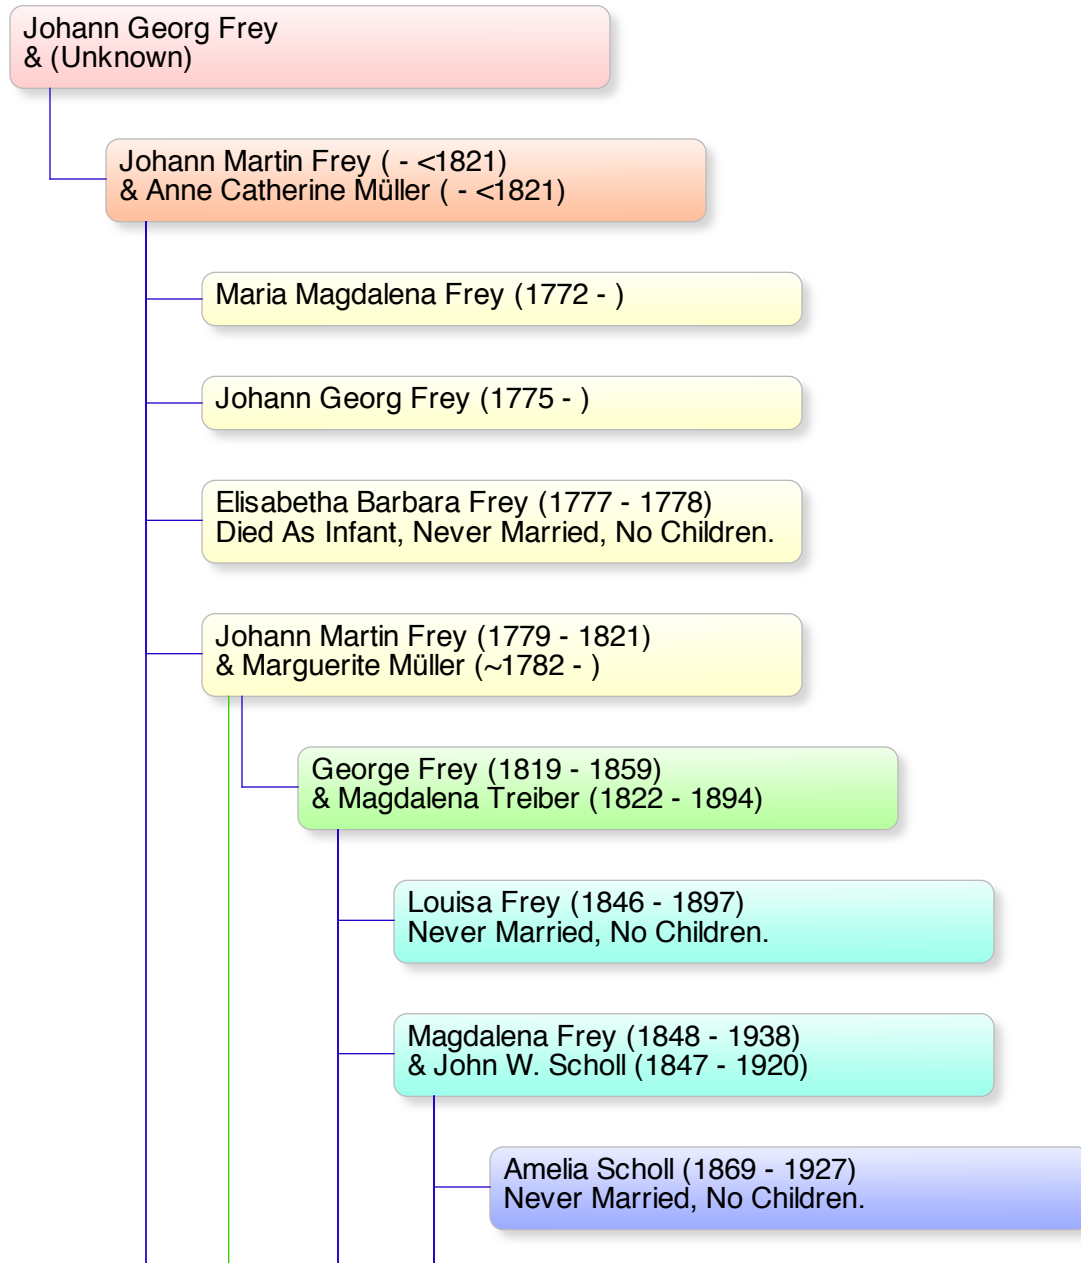 Johann Georg Frey
& (Unknown)
Johann Martin Frey ( - <1821)
& Anne Catherine Müller ( - <1821)
Maria Magdalena Frey (1772 - )
Johann Georg Frey (1775 - )
Elisabetha Barbara Frey (1777 - 1778)
Died As Infant, Never Married, No Children.
Johann Martin Frey (1779 - 1821)
& Marguerite Müller (~1782 - )
George Frey (1819 - 1859)
& Magdalena Treiber (1822 - 1894)
Louisa Frey (1846 - 1897)
Never Married, No Children.
Magdalena Frey (1848 - 1938)
& John W. Scholl (1847 - 1920)
Amelia Scholl (1869 - 1927)
Never Married, No Children.